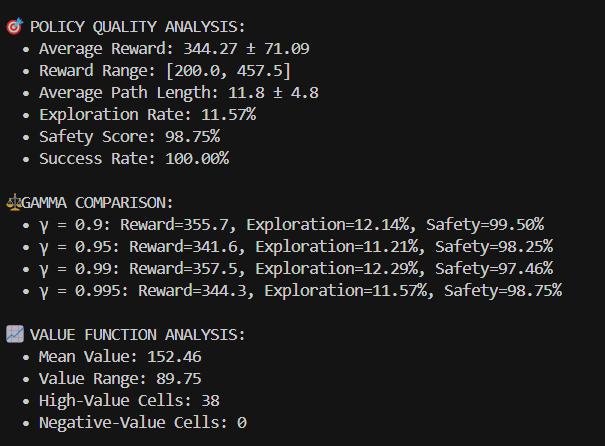 🎯 POLICY QUALITY ANALYSIS:
• Average Reward: 344.27 ± 71.09
• Reward Range: [200.0, 457.5]
• Average Path Length: 11.8 ± 4.8
• Exploration Rate: 11.57%
• Safety Score: 98.75%
• Success Rate: 100.00%
⚖️GAMMA COMPARISON:
• γ = 0.9: Reward=355.7, Exploration=12.14%, Safety=99.50%
• γ = 0.95: Reward=341.6, Exploration=11.21%, Safety=98.25%
• γ = 0.99: Reward=357.5, Exploration=12.29%, Safety=97.46%
• γ = 0.995: Reward=344.3, Exploration=11.57%, Safety=98.75%
📈 VALUE FUNCTION ANALYSIS:
• Mean Value: 152.46
• Value Range: 89.75
• High-Value Cells: 38
• Negative-Value Cells: 0